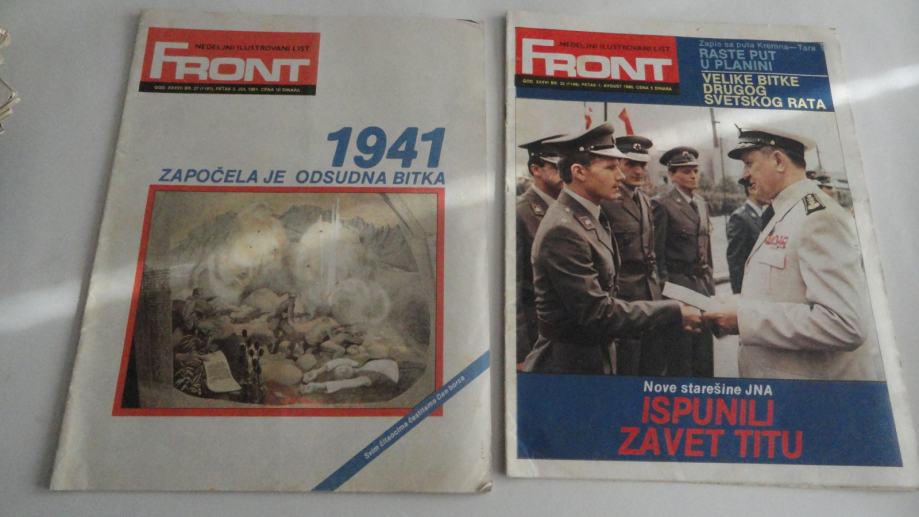 NEDELJNI ILUSTROVANI LIST
FRONT
1941
ZAPOČELA JE ODSUDNA BITKA
Svim čitaocima čestitamo Dan borca
NEDELJNI ILUSTROVANI LIST
FRONT
Zapis sa puta Kremna—Tara
RASTE PUT
U PLANINI
VELIKE BITKE
DRUGOG
SVETSKOG RATA
Nove starešine JNA
ISPUNILI
ZAVET TITU